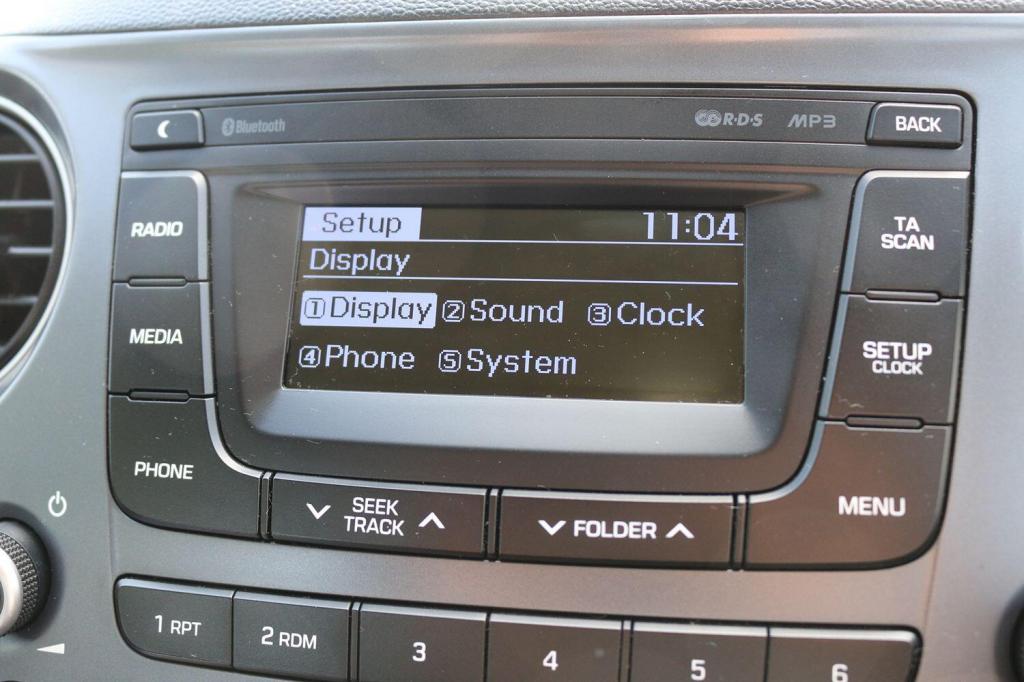 Bluetooth
R·D·S
MP3
BACK
RADIO
MEDIA
PHONE
Setup 11:04
Display
①Display ②Sound ③Clock
④Phone ⑤System
TA
SCAN
SETUP
CLOCK
MENU
SEEK
TRACK
FOLDER
1 RPT
2 RDM
3
4
5
6